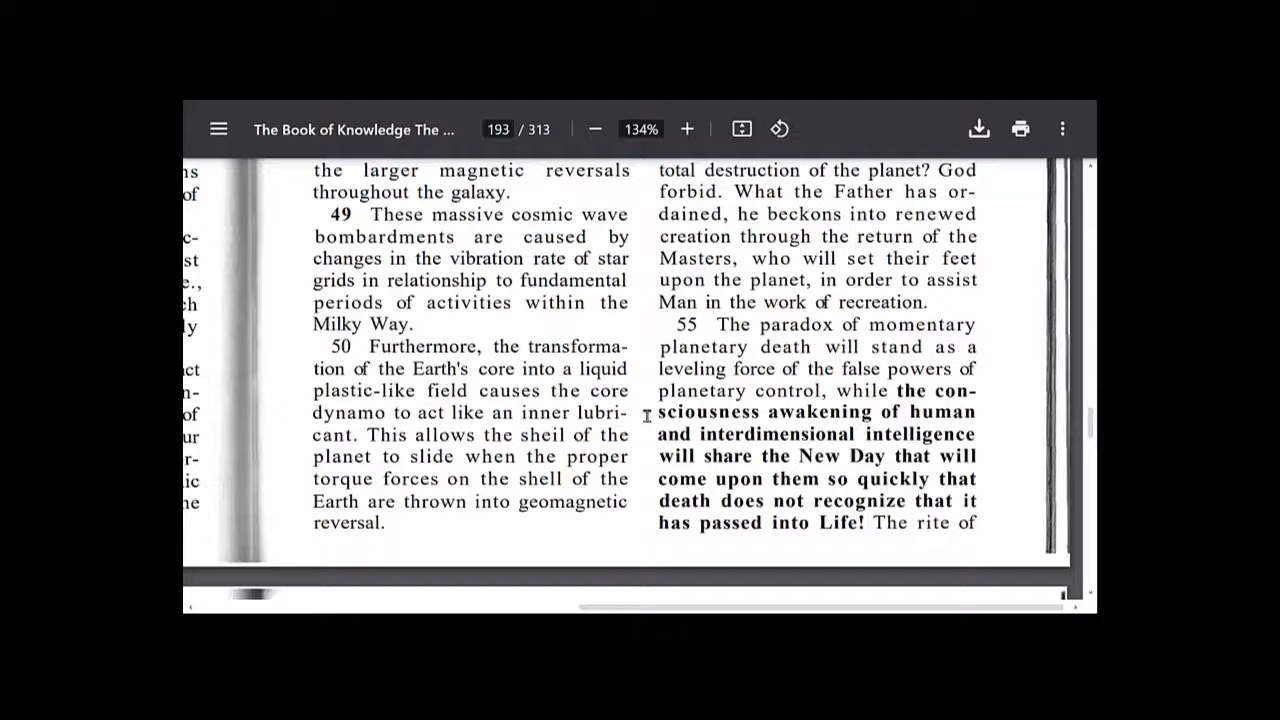 The Book of Knowledge The ...
193 / 313
134%
ns
of
c-
st
e.,
ch
ly
ct
n-
of
ur
r-
ic
ne
the larger magnetic reversals
throughout the galaxy.
49 These massive cosmic wave
bombardments are caused by
changes in the vibration rate of star
grids in relationship to fundamental
periods of activities within the
Milky Way.
50 Furthermore, the transforma-
tion of the Earth's core into a liquid
plastic-like field causes the core
dynamo to act like an inner lubri-
cant. This allows the sheil of the
planet to slide when the proper
torque forces on the shell of the
Earth are thrown into geomagnetic
reversal.
total destruction of the planet? God
forbid. What the Father has or-
dained, he beckons into renewed
creation through the return of the
Masters, who will set their feet
upon the planet, in order to assist
Man in the work of recreation.
55 The paradox of momentary
planetary death will stand as a
leveling force of the false powers of
planetary control, while the con-
sciousness awakening of human
and interdimensional intelligence
will share the New Day that will
come upon them so quickly that
death does not recognize that it
has passed into Life! The rite of